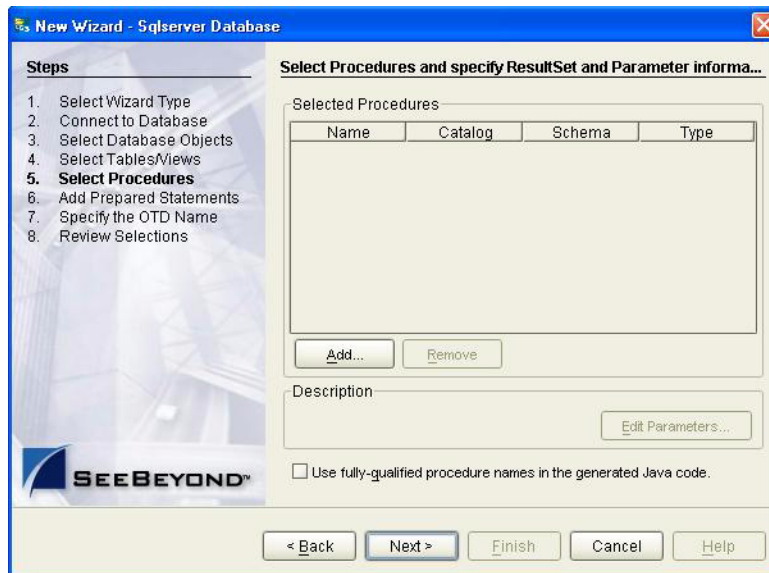 New Wizard - Sqlserver Database
Steps
1. Select Wizard Type
2. Connect to Database
3. Select Database Objects
4. Select Tables/Views
5. Select Procedures
6. Add Prepared Statements
7. Specify the OTD Name
8. Review Selections
SEEBEYOND™
Select Procedures and specify ResultSet and Parameter informa...
Selected Procedures
Name Catalog Schema Type
Add... Remove
Description
Edit Parameters...
Use fully-qualified procedure names in the generated Java code.
< Back Next > Finish Cancel Help